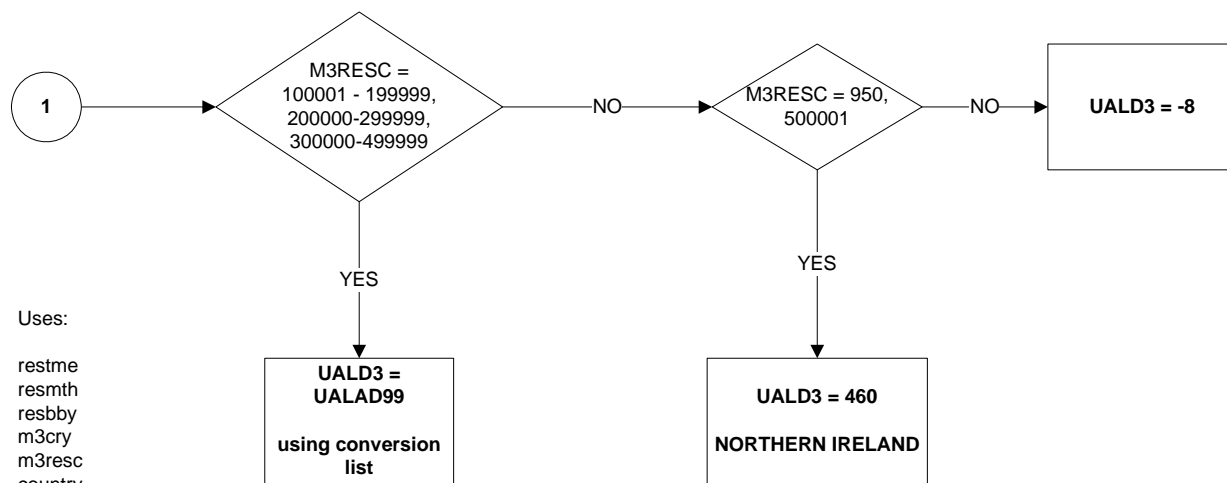 1
M3RESC =
100001 - 199999,
200000-299999,
300000-499999
NO
M3RESC = 950,
500001
NO
UALD3 = -8
YES
YES
Uses:
restme
resmth
resbby
m3cry
m3resc
country
UALD3 =
UALAD99
using conversion
list
UALD3 = 460
NORTHERN IRELAND